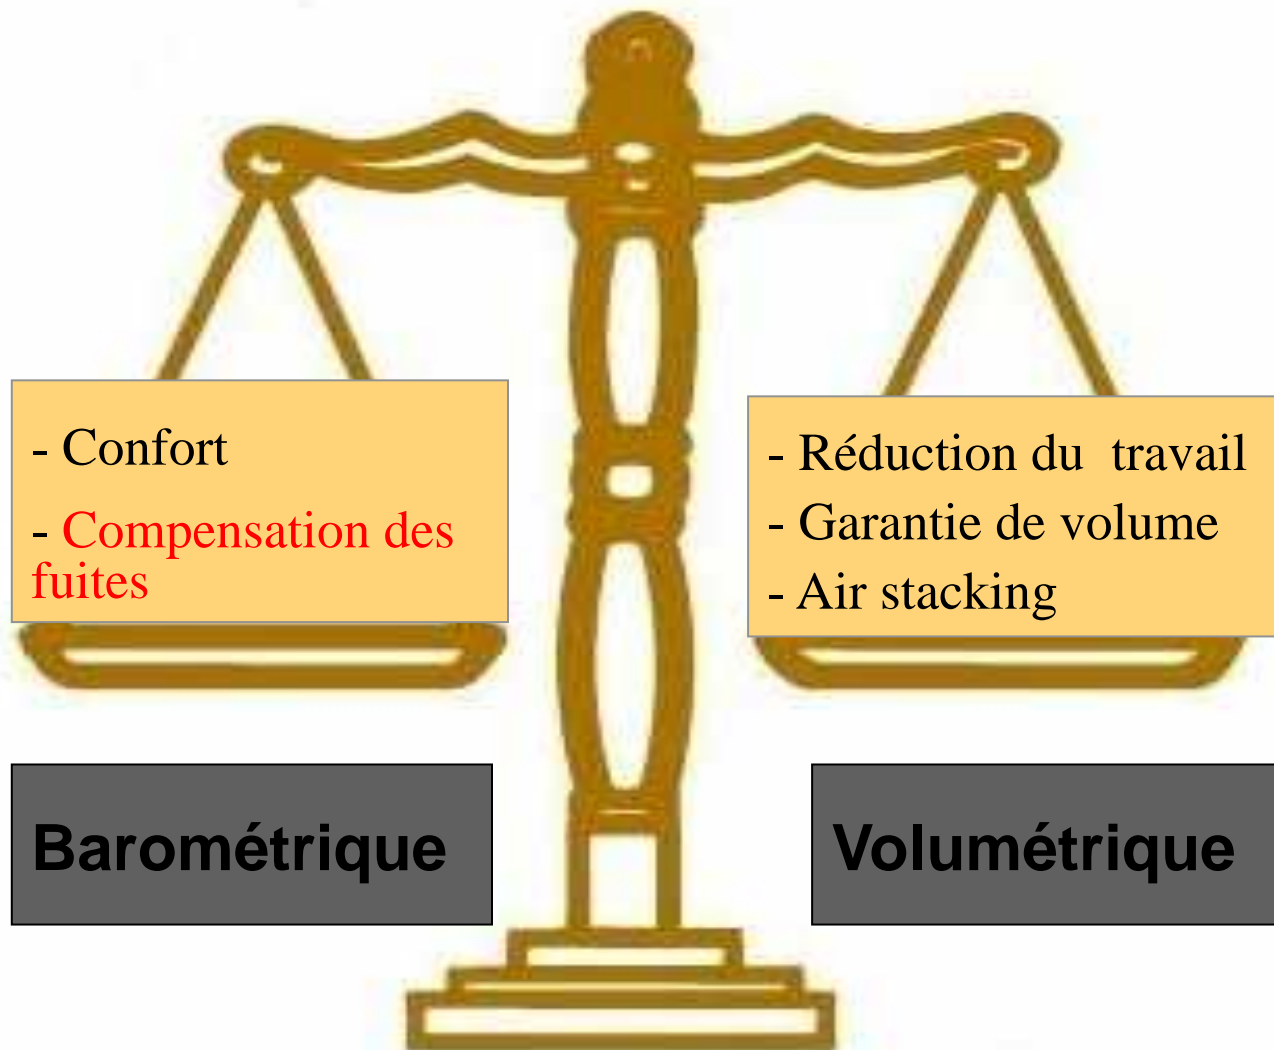 - Confort
- Compensation des
fuites
- Réduction du  travail
- Garantie de volume
- Air stacking
Barométrique
Volumétrique